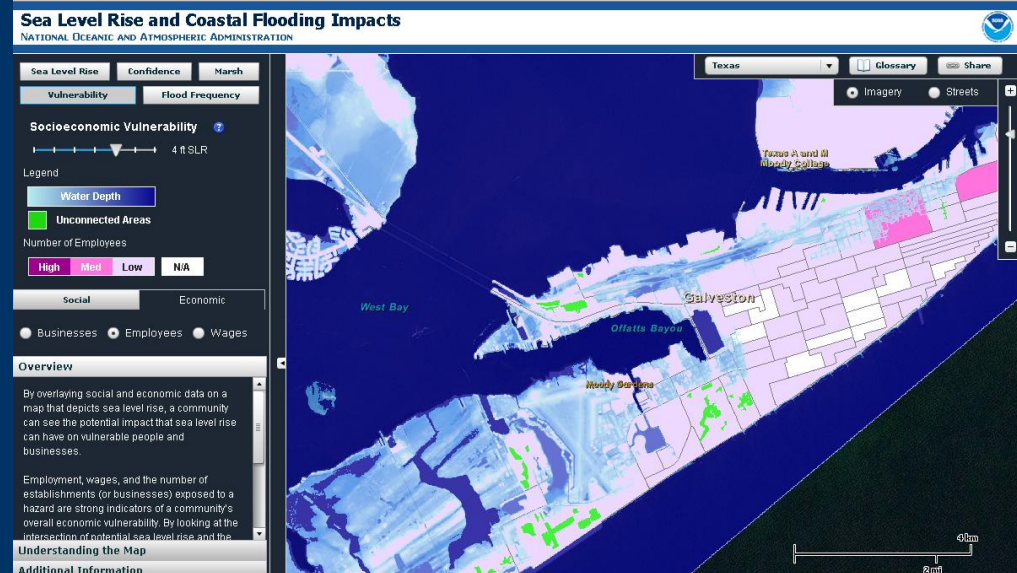 Sea Level Rise and Coastal Flooding Impacts
NATIONAL OCEANIC AND ATMOSPHERIC ADMINISTRATION
Sea Level Rise
Confidence
Marsh
Vulnerability
Flood Frequency
Socioeconomic Vulnerability ?
4 ft SLR
Legend
Water Depth
Unconnected Areas
Number of Employees
High Med Low N/A
Social
Economic
Businesses Employees Wages
Overview
By overlaying social and economic data on a
map that depicts sea level rise, a community
can see the potential impact that sea level rise
can have on vulnerable people and
businesses.
Employment, wages, and the number of
establishments (or businesses) exposed to a
hazard are strong indicators of a community's
overall economic vulnerability. By looking at the
intersection of potential sea level rise and the
Understanding the Map
Additional Information
Texas
Glossary
Share
Imagery
Streets
Texas A and M
Moody College
West Bay
Galveston
Offatts Bayou
Moody Gardens
4 km
2 mi